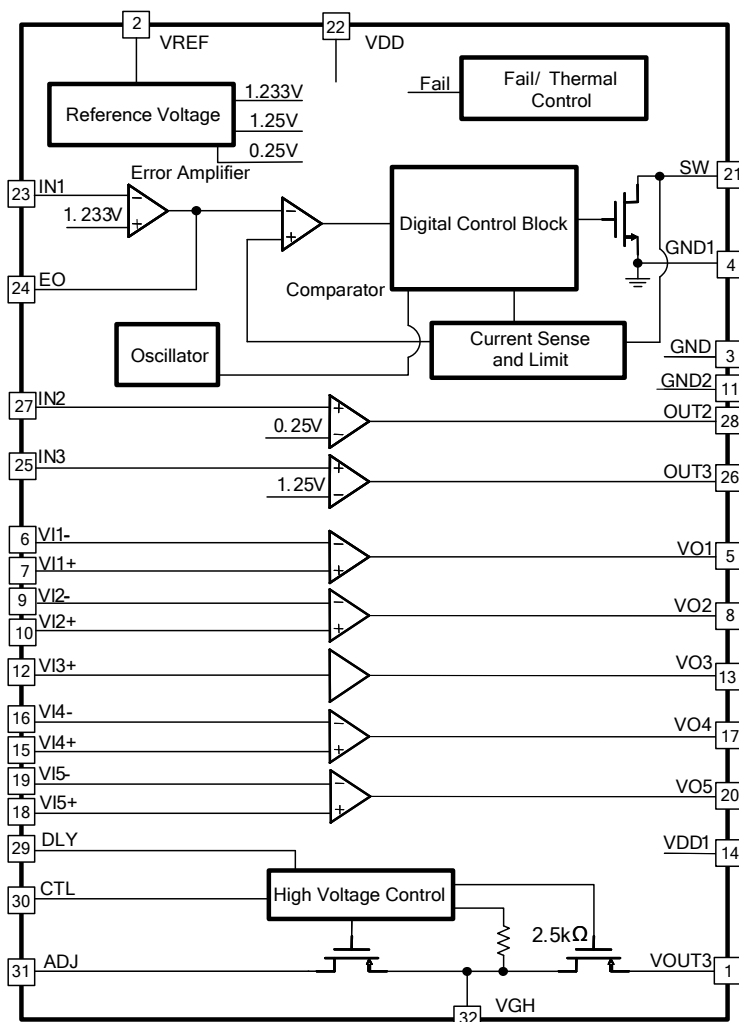 2
VREF
22
VDD
Reference Voltage
1.233V
1.25V
0.25V
Fail
Fail/ Thermal
Control
Error Amplifier
23
IN1
1.233V
−
+
24
EO
−
+
Comparator
Digital Control Block
SW
21
GND1
4
Oscillator
Current Sense
and Limit
GND
3
GND2
11
27
IN2
+
0.25V
−
OUT2
28
25
IN3
+
1.25V
−
OUT3
26
6
VI1-
−
7
VI1+
+
VO1
5
9
VI2-
−
10
VI2+
+
VO2
8
12
VI3+
VO3
13
16
VI4-
−
15
VI4+
+
VO4
17
19
VI5-
−
18
VI5+
+
VO5
20
29
DLY
VDD1
14
30
CTL
High Voltage Control
2.5kΩ
31
ADJ
VOUT3
1
VGH
32